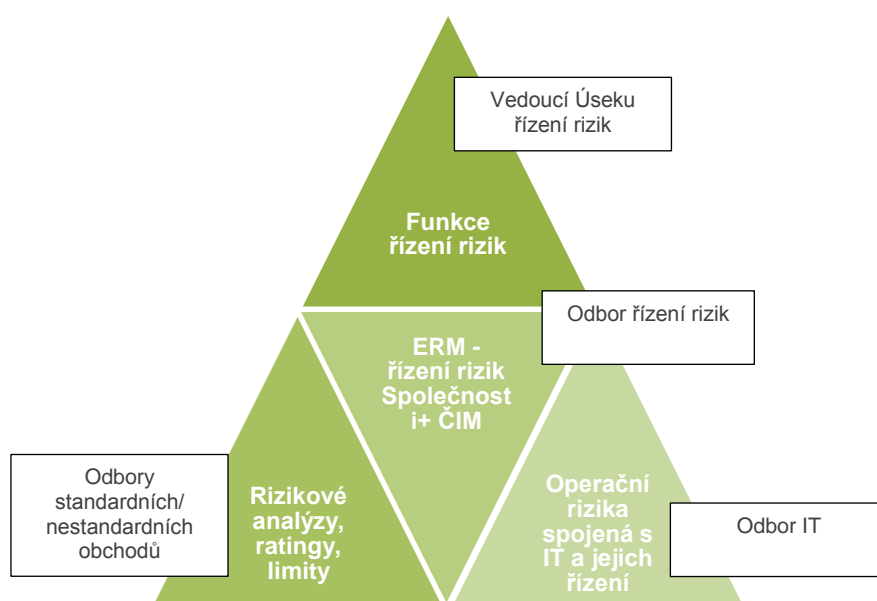 Vedoucí Úseku
řízení rizik
Funkce
řízení rizik
Odbor řízení rizik
ERM -
řízení rizik
Společnost
i+ ČIM
Odbory
standardních/
nestandardních
obchodů
Rizikové
analýzy,
ratingy,
limity
Operační
rizika
spojená s
IT a jejich
řízení
Odbor IT